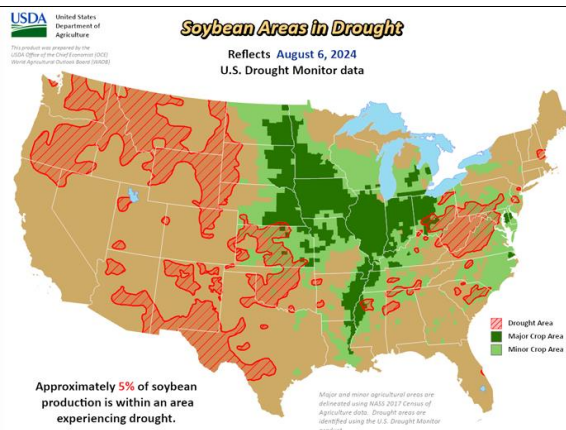 USDA
United States
Department of
Agriculture
This product was prepared by the
USDA Office of the Chief Economist (OCE)
World Agricultural Outlook Board (WAOB)
Soybean Areas in Drought
Reflects August 6, 2024
U.S. Drought Monitor data
Drought Area
Major Crop Area
Minor Crop Area
Approximately 5% of soybean
production is within an area
experiencing drought.
Major and minor agricultural areas are
delineated using NASS 2017 Census of
Agriculture data. Drought areas are
identified using the U.S. Drought Monitor
product.